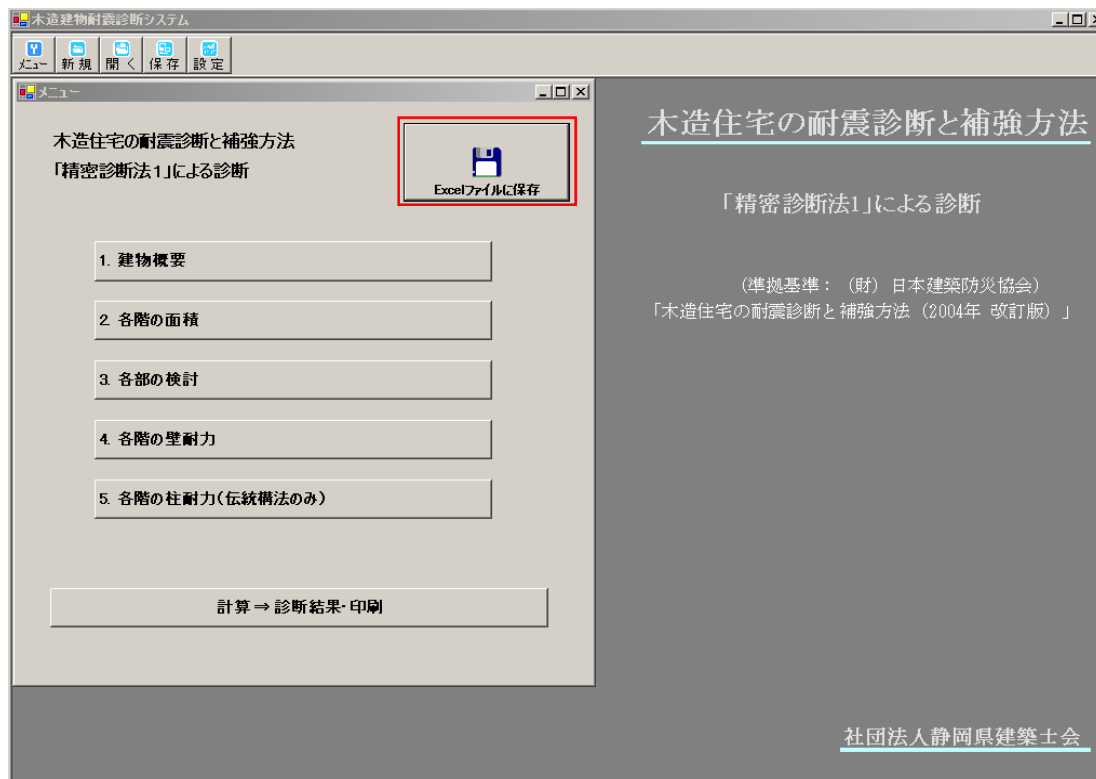 木造建物耐震診断システム
メニュー 新規 開く 保存 設定
メニュー
木造住宅の耐震診断と補強方法
「精密診断法1」による診断
Excelファイルに保存
1. 建物概要
2. 各階の面積
3. 各部の検討
4. 各階の壁耐力
5. 各階の柱耐力(伝統構法のみ)
計算⇒診断結果・印刷
木造住宅の耐震診断と補強方法
「精密診断法1」による診断
(準拠基準：（財）日本建築防災協会)
「木造住宅の耐震診断と補強方法（2004年 改訂版）」
社団法人静岡県建築士会